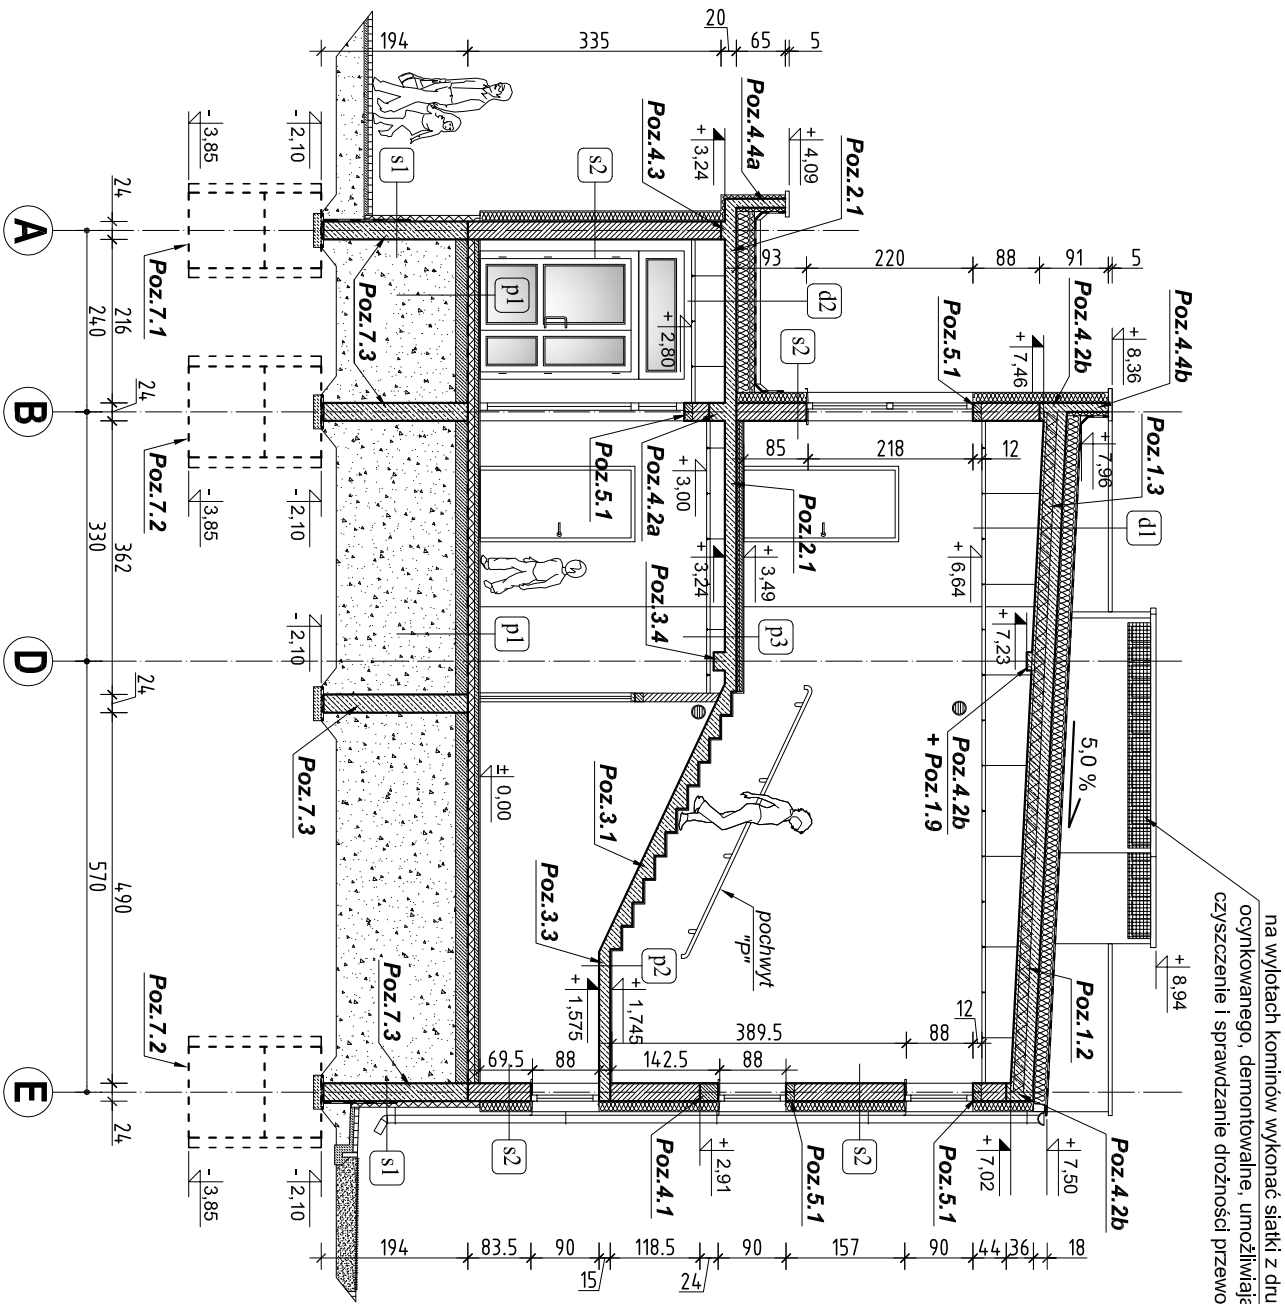 na wylotach kominów wykonać siatki z dru
ocynkowanego, demontowalne, umożliwiają
czyszczenie i sprawdzanie drożności przewo
+ 8,94
5,0 %
+ 8,36
Poz.4.4b
Poz.4.2b
Poz.1.3
+ 7,96
d1
+ 7,46
Poz.5.1
+ 7,23
Poz.4.2b
+ Poz.1.9
Poz.1.2
+ 7,50
Poz.4.2b
+ 7,02
Poz.5.1
+ 6,64
5
91
88
220
93
12
218
85
12
88
389.5
Poz.2.1
+ 4,09
Poz.4.4a
+ 3,24
Poz.4.3
d2
s2
Poz.2.1
+ 3,49
+ 3,24
+ 3,00
p3
Poz.3.4
Poz.4.2a
Poz.5.1
+ 2,80
pochwyt
"P"
p2
+ 1,745
+ 1,575
Poz.3.1
Poz.3.3
± 0,00
s2
Poz.5.1
+ 2,91
Poz.4.1
88
142.5
88
69.5
s2
s2
s1
p1
p1
s1
5
65
20
335
194
18
36
44
90
157
90
24
118.5
15
90
83.5
194
Poz.7.3
Poz.7.3
Poz.7.3
- 2,10
- 3,85
Poz.7.1
Poz.7.2
- 2,10
- 3,85
- 2,10
Poz.7.2
- 2,10
- 3,85
24
216
24
362
24
490
24
240
330
570
A
B
D
E